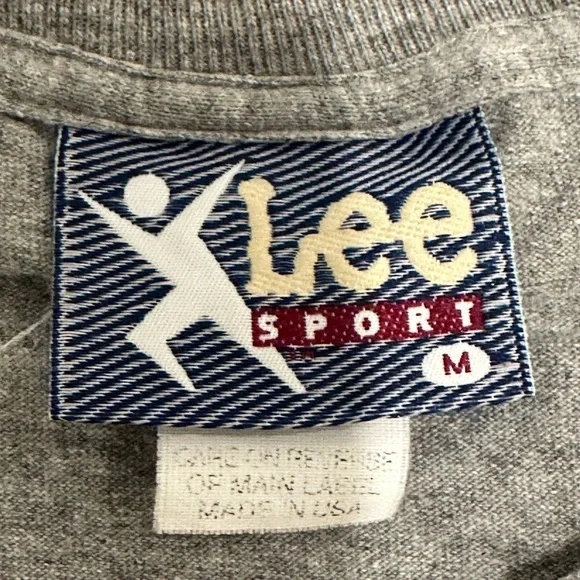 Lee
SPORT
M
CARE ON REVERSE
OF MAIN LABEL
MADE IN USA